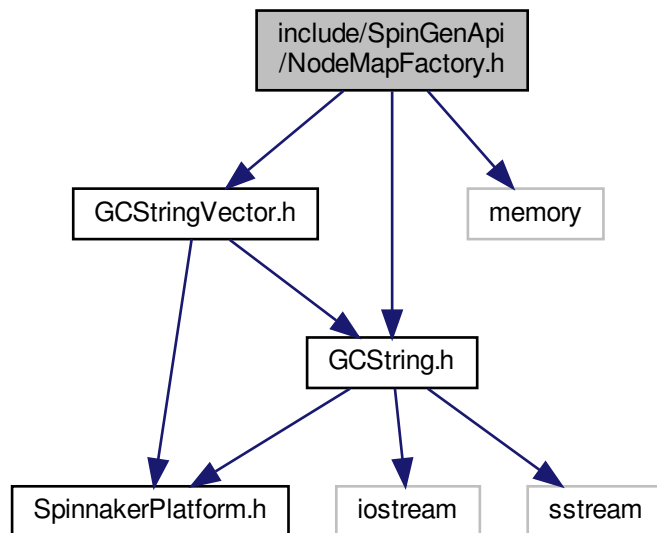 include/SpinGenApi
/NodeMapFactory.h
GCStringVector.h
memory
GCString.h
SpinnakerPlatform.h
iostream
sstream